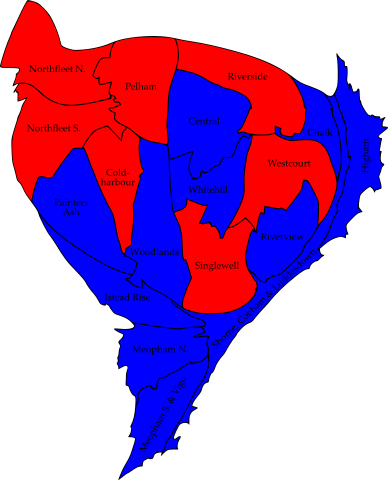 Northfleet N.
Pelham
Riverside
Northfleet S.
Central
Chalk
Higham
Cold-
harbour
Westcourt
Painters
Ash
Whitehill
Woodlands
Riverview
Singlewell
Istead Rise
Shorne, Cobham & Luddesdown
Meopham N.
Meopham S. & Vigo